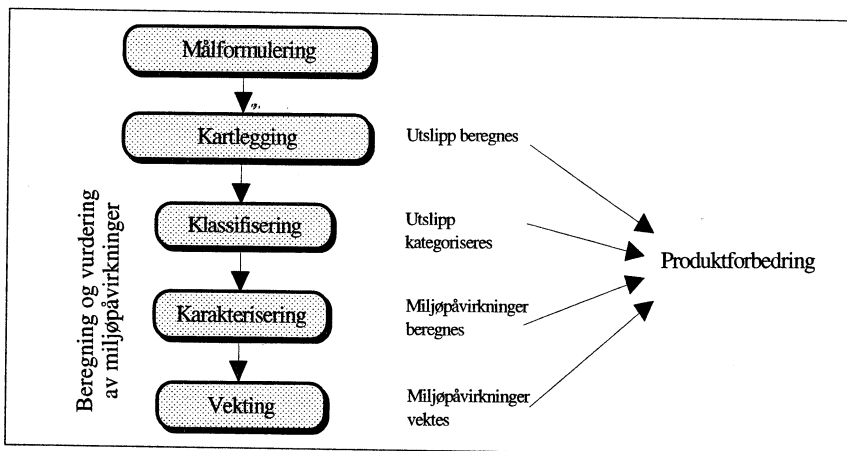 Målformulering
Kartlegging
Utslipp beregnes
Klassifisering
Utslipp
kategoriseres
Produktforbedring
Karakterisering
Miljøpåvirkninger
beregnes
Vekting
Miljøpåvirkninger
vektes
Beregning og vurdering
av miljøpåvirkninger